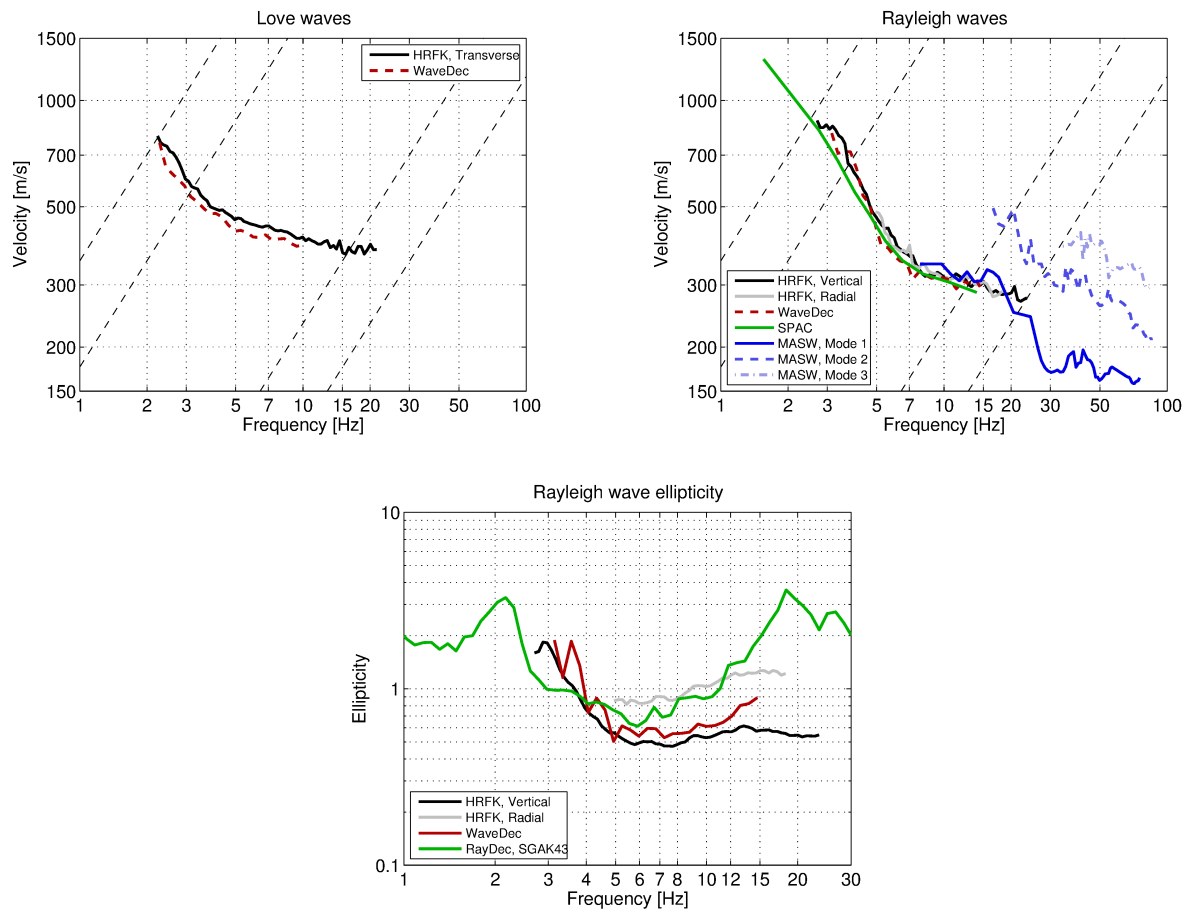 Love waves
1500
1000
700
500
300
200
150
Velocity [m/s]
HRFK, Transverse
WaveDec
1 2 3 5 7 10 15 20 30 50 100
Frequency [Hz]
Rayleigh waves
1500
1000
700
500
300
200
150
Velocity [m/s]
HRFK, Vertical
HRFK, Radial
WaveDec
SPAC
MASW, Mode 1
MASW, Mode 2
MASW, Mode 3
1 2 3 5 7 10 15 20 30 50 100
Frequency [Hz]
Rayleigh wave ellipticity
10
1
0.1
Ellipticity
HRFK, Vertical
HRFK, Radial
WaveDec
RayDec, SGAK43
1 2 3 4 5 6 7 8 10 12 15 20 30
Frequency [Hz]